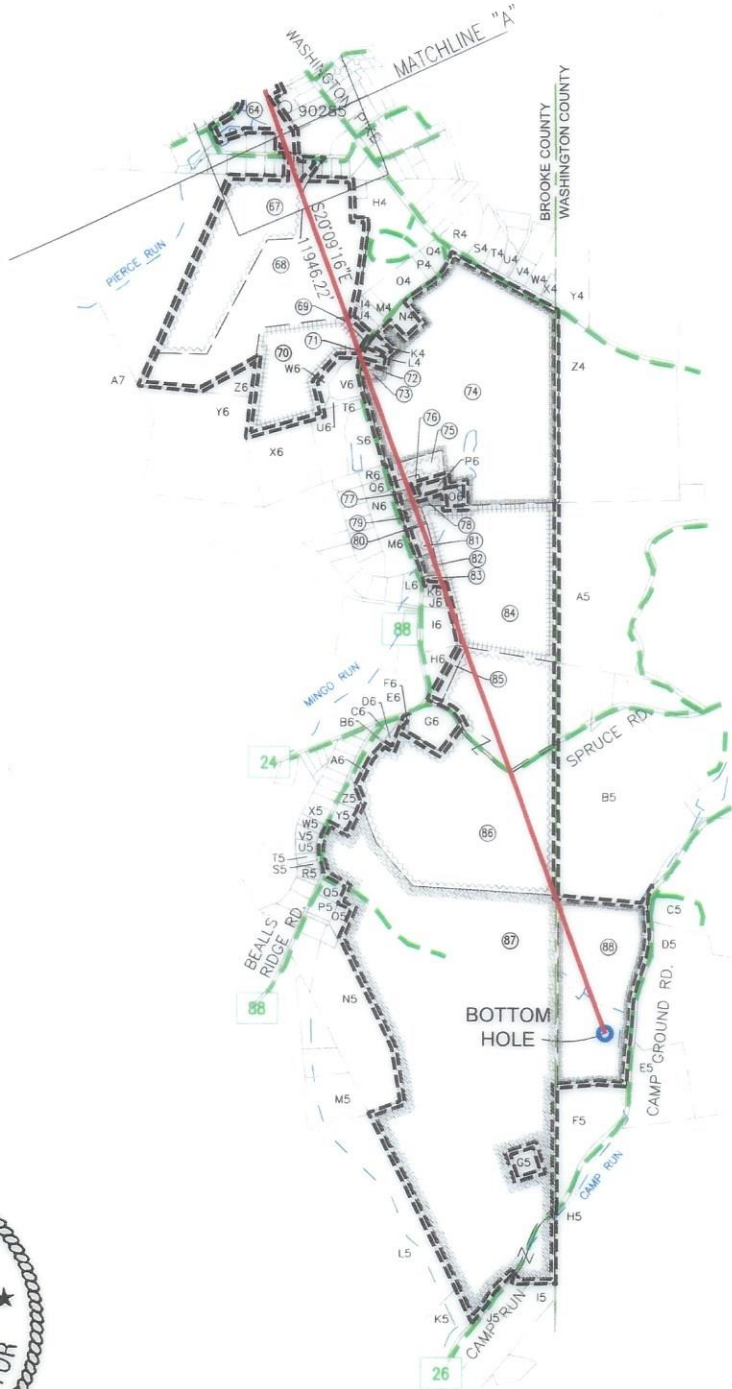 WASHINGTON PIKE
MATCHLINE "A"
64
90285
BROOKE COUNTY
WASHINGTON COUNTY
67
H4
S20°09'16"E
11946.22'
68
PIERCE RUN
R4
Q4
S4
T4
U4
P4
V4
W4
O4
X4
Y4
I4
J4
M4
N4
69
Z4
71
K4
L4
70
W6
A7
Z6
V6
72
73
74
Y6
T6
U6
X6
S6
76
75
P6
R6
Q6
O6
77
N6
78
79
80
81
M6
82
83
L6
K6
J6
A5
84
I6
88
H6
85
MINGO RUN
F6
D6
E6
C6
B6
G6
24
A6
SPRUCE RD.
Z5
B5
X5
Y5
W5
V5
U5
86
T5
S5
R5
Q5
P5
O5
C5
BEALLS
RIDGE RD.
87
88
D5
88
N5
BOTTOM
HOLE
CAMP GROUND RD.
E5
M5
F5
G5
CAMP RUN
H5
L5
I5
K5
J5
CAMP RUN
26